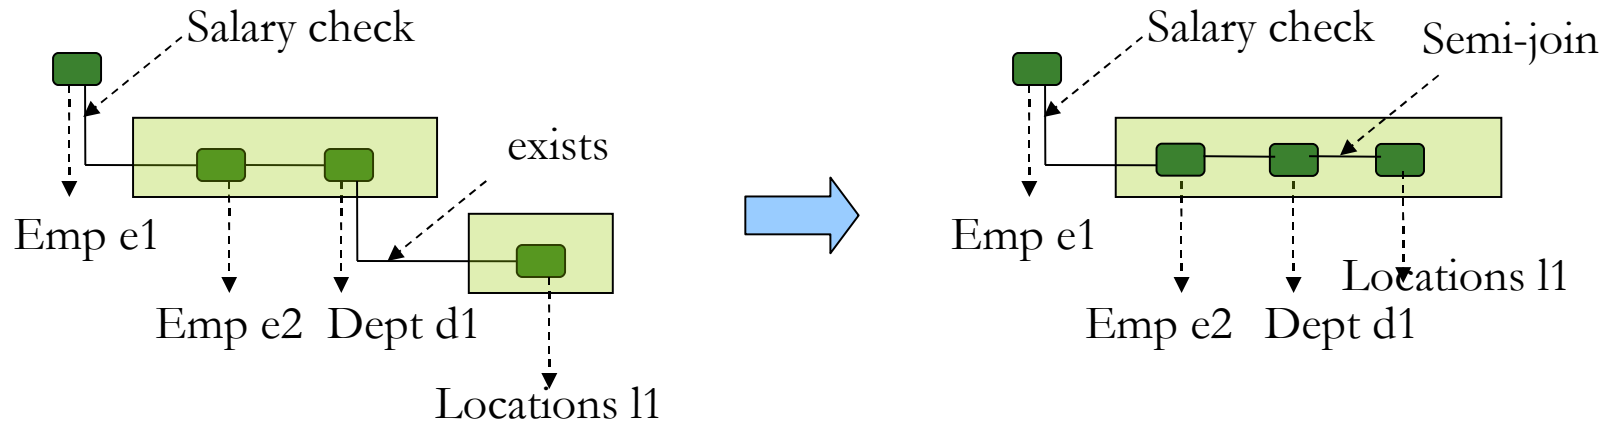 Salary check
exists
Emp e1
Emp e2
Dept d1
Locations l1
Salary check
Semi-join
Emp e1
Locations l1
Emp e2
Dept d1